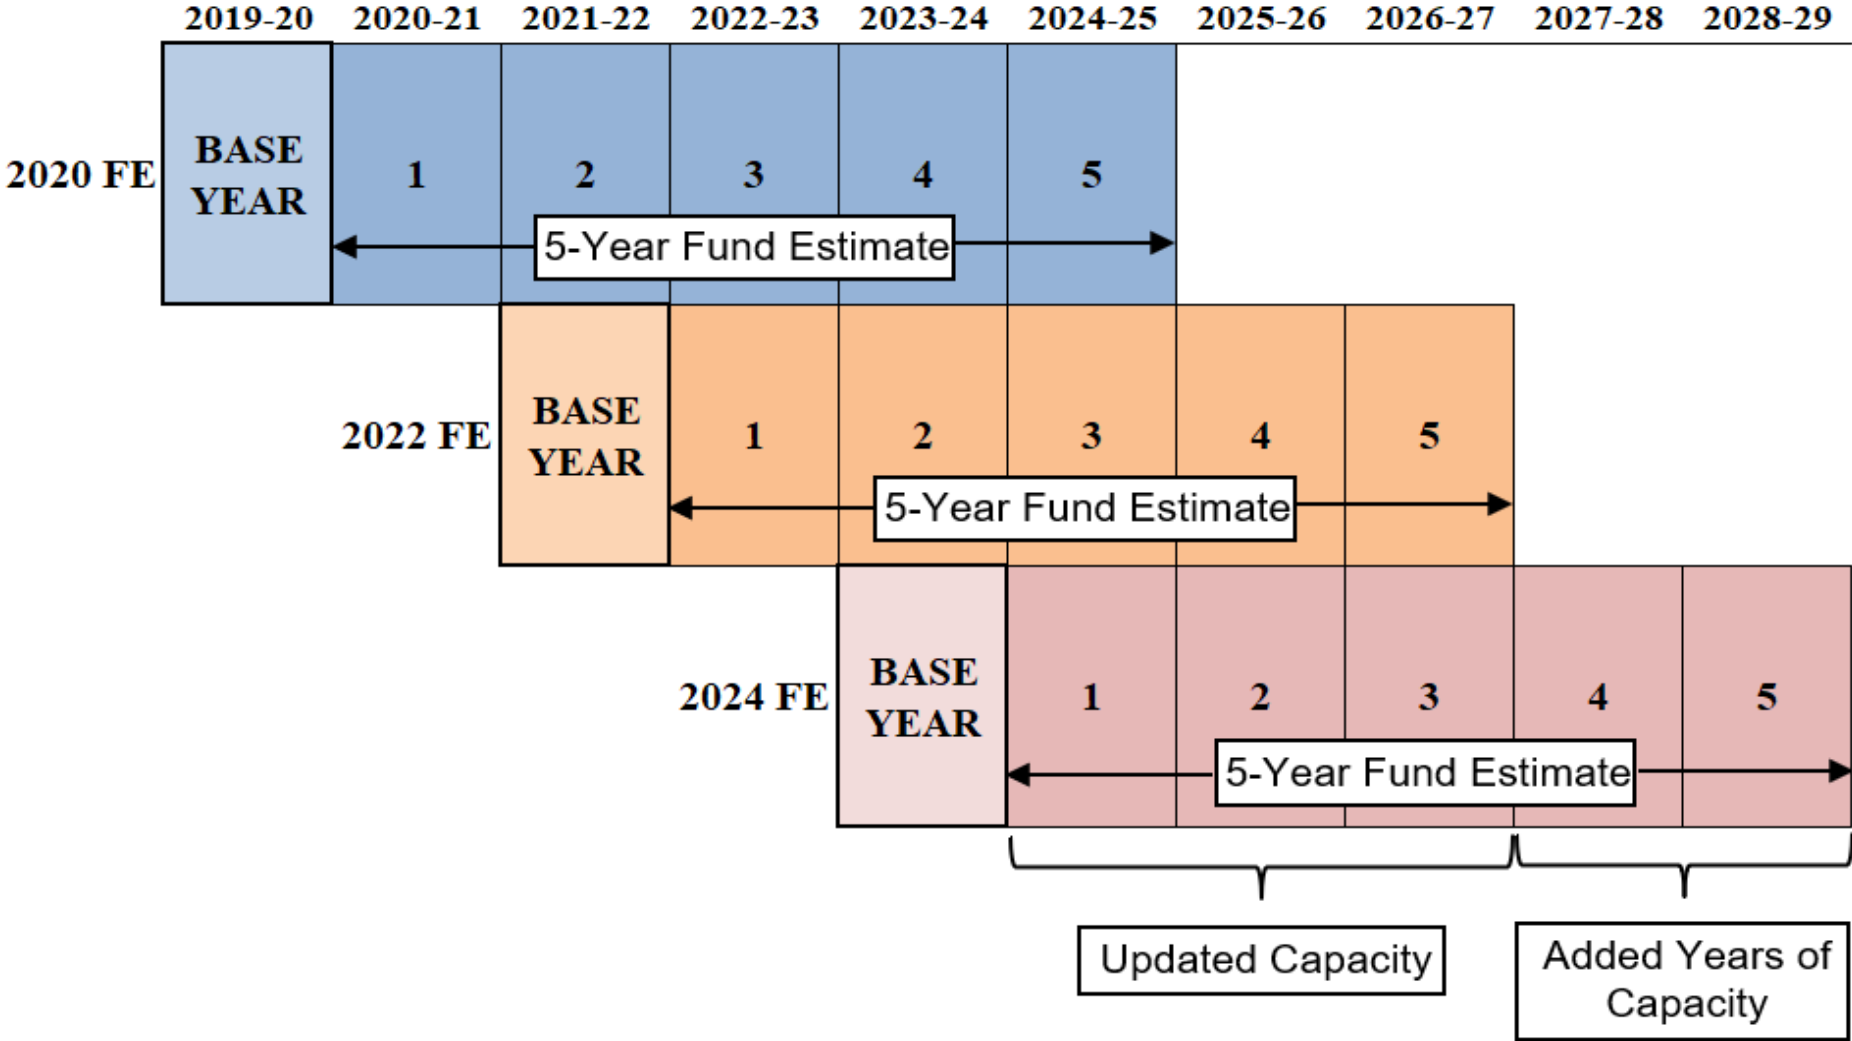 2019-20 2020-21 2021-22 2022-23 2023-24 2024-25 2025-26 2026-27 2027-28 2028-29
BASE
YEAR
2020 FE 1 2 3 4 5
5-Year Fund Estimate
BASE
YEAR
2022 FE 1 2 3 4 5
5-Year Fund Estimate
BASE
YEAR
2024 FE 1 2 3 4 5
5-Year Fund Estimate
Updated Capacity
Added Years of
Capacity